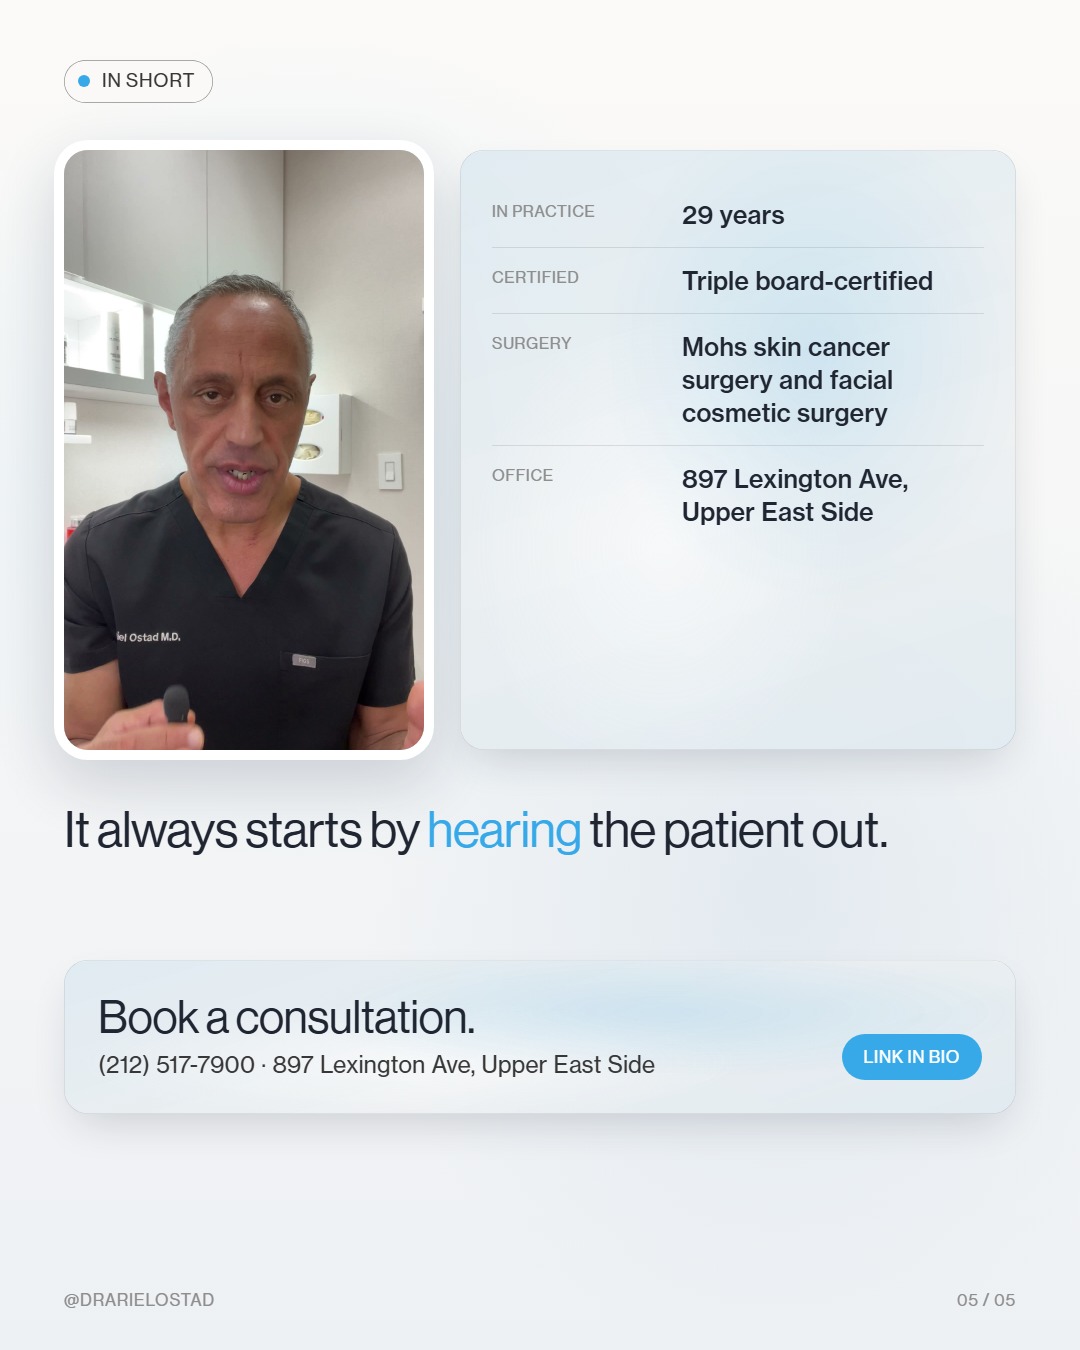 IN SHORT
iel Ostad M.D.
IN PRACTICE
29 years
CERTIFIED
Triple board-certified
SURGERY
Mohs skin cancer
surgery and facial
cosmetic surgery
OFFICE
897 Lexington Ave,
Upper East Side
It always starts by hearing the patient out.
Book a consultation.
(212) 517-7900 · 897 Lexington Ave, Upper East Side
LINK IN BIO
@DRARIELOSTAD
05 / 05